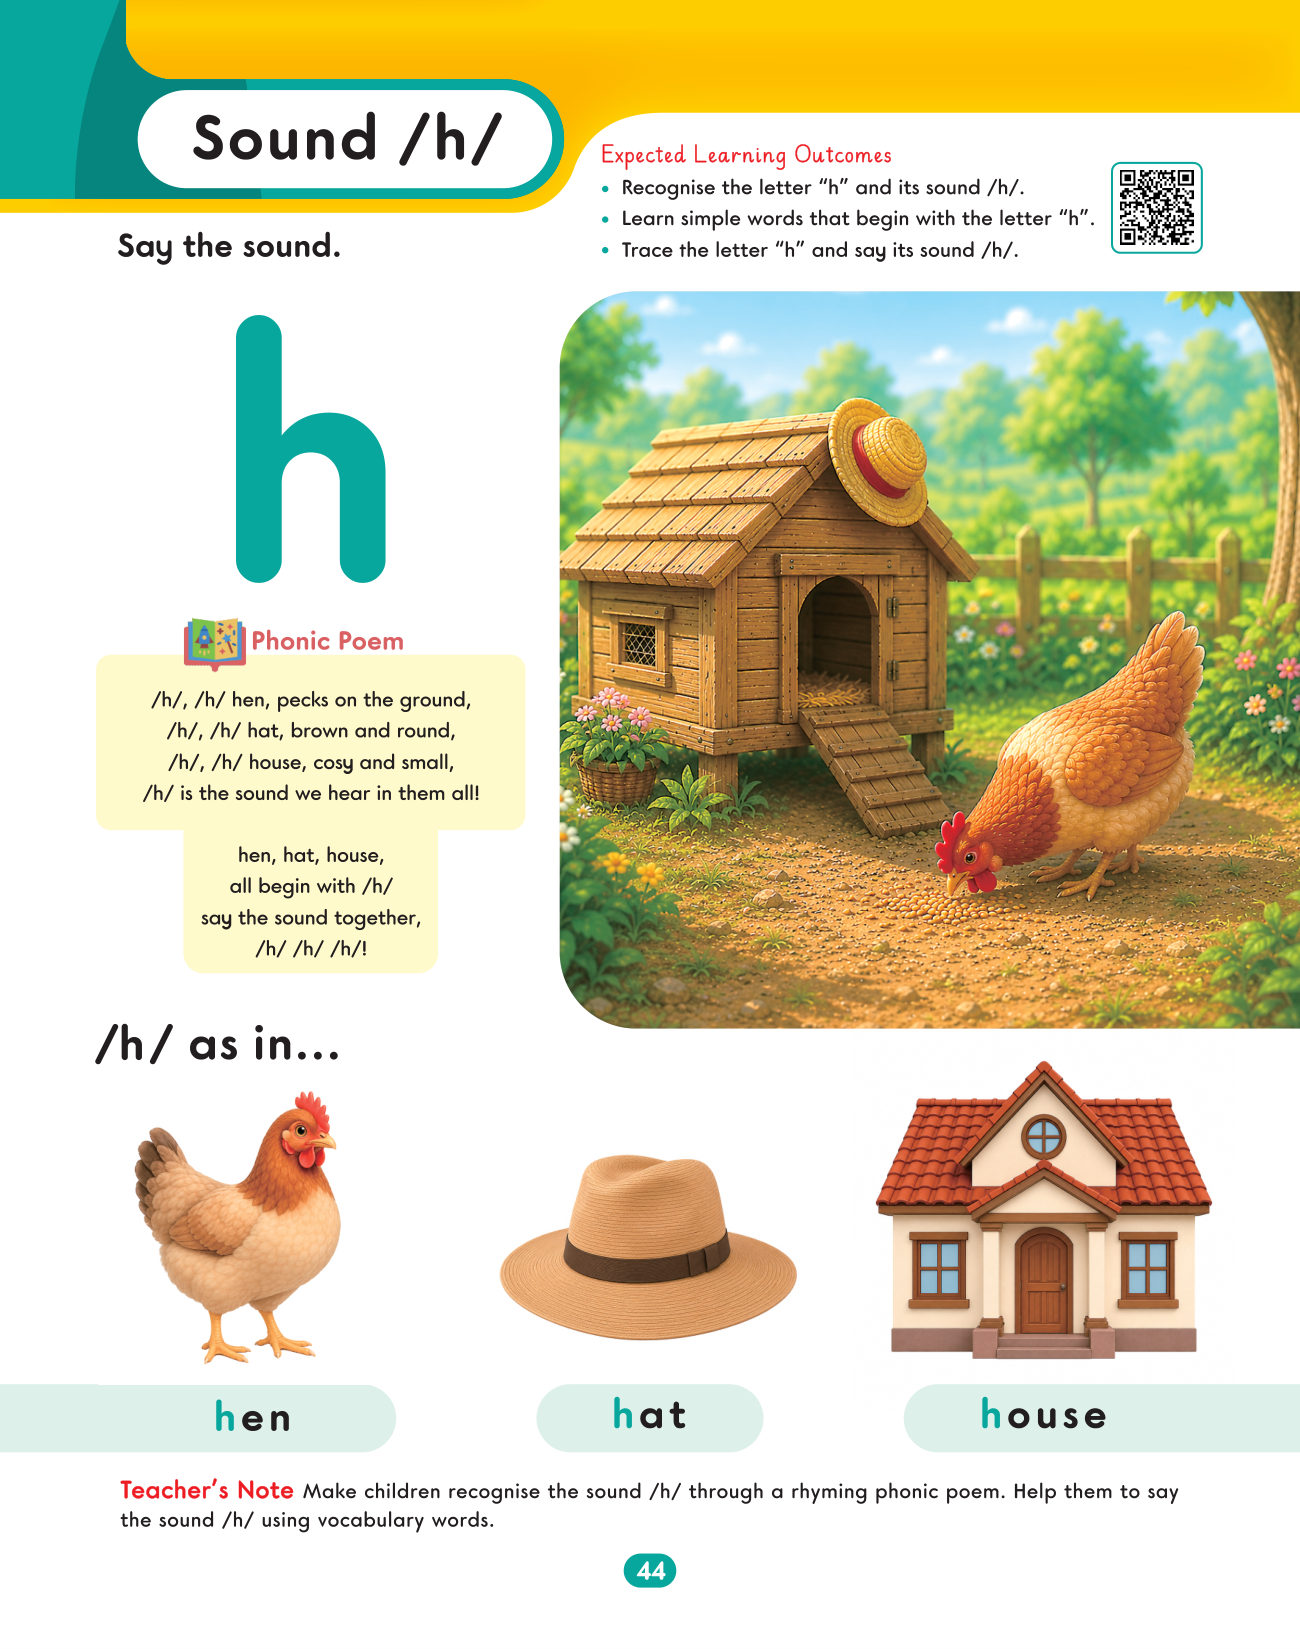 Sound /h/
Expected Learning Outcomes
• Recognise the letter “h” and its sound /h/.
• Learn simple words that begin with the letter “h”.
• Trace the letter “h” and say its sound /h/.
Say the sound.
h
Phonic Poem
/h/, /h/ hen, pecks on the ground,
/h/, /h/ hat, brown and round,
/h/, /h/ house, cosy and small,
/h/ is the sound we hear in them all!
hen, hat, house,
all begin with /h/
say the sound together,
/h/ /h/ /h/!
/h/ as in...
hen
hat
house
Teacher’s Note Make children recognise the sound /h/ through a rhyming phonic poem. Help them to say
the sound /h/ using vocabulary words.
44